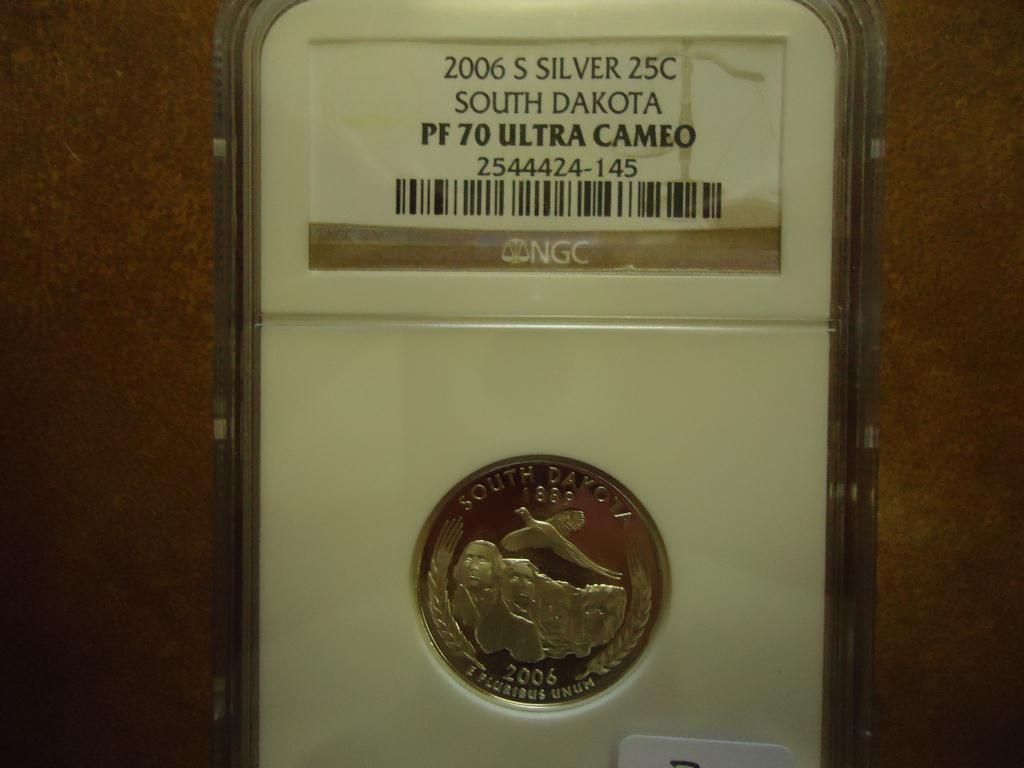 2006 S SILVER 25C
SOUTH DAKOTA
PF 70 ULTRA CAMEO
2544424-145
NGC
SOUTH DAKOTA
1889
2006
E PLURIBUS UNUM